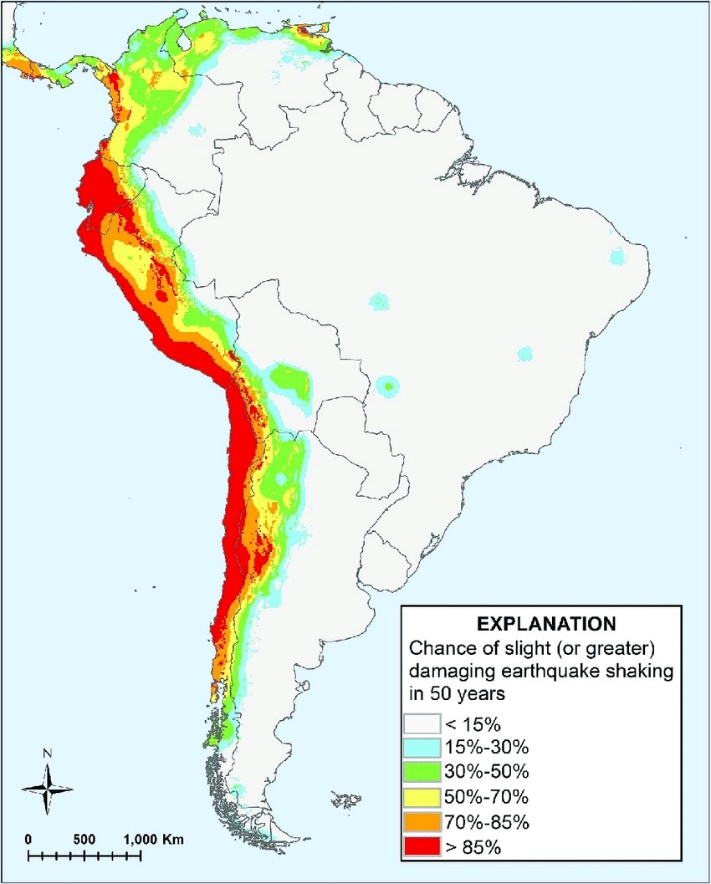 EXPLANATION
Chance of slight (or greater)
damaging earthquake shaking
in 50 years
< 15%
15%-30%
30%-50%
50%-70%
70%-85%
> 85%
N
0 500 1,000 Km